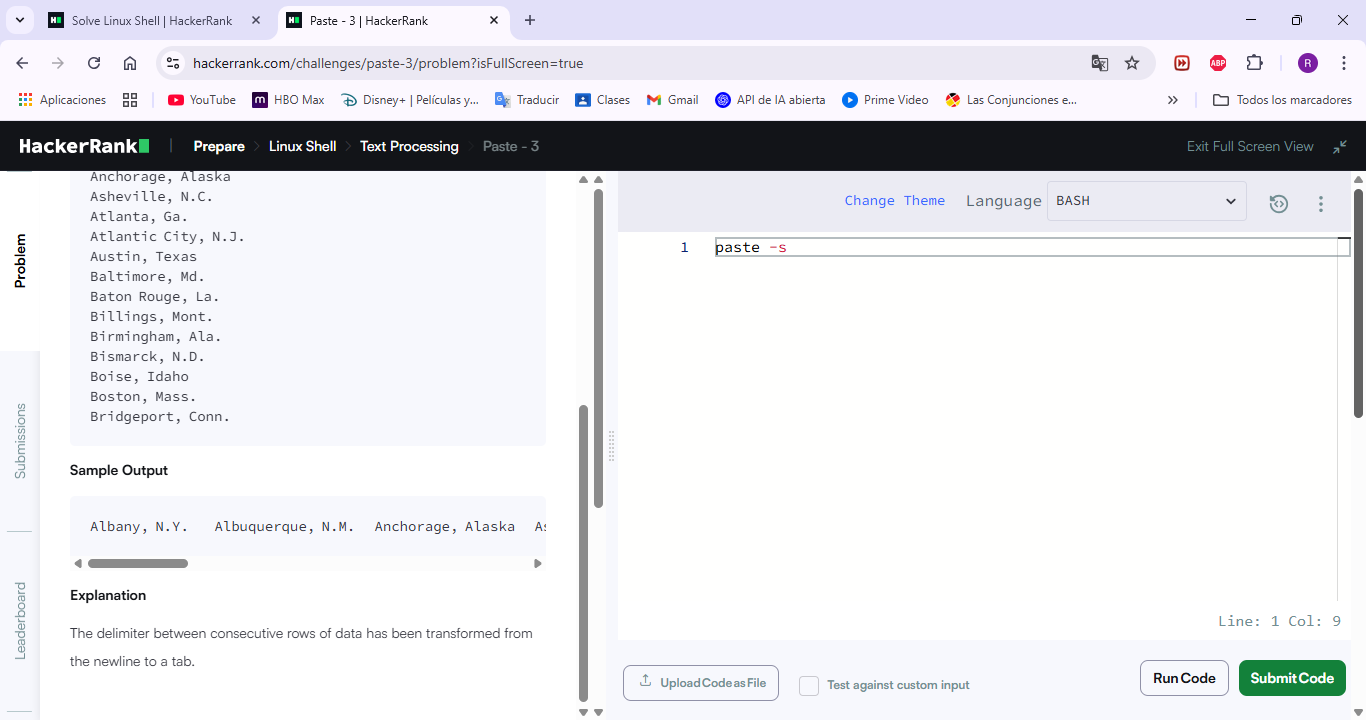 Solve Linux Shell | HackerRank
Paste - 3 | HackerRank
hackerrank.com/challenges/paste-3/problem?isFullScreen=true
ABP
R
Aplicaciones
YouTube
HBO Max
Disney+ | Películas y...
Traducir
Clases
Gmail
API de IA abierta
Prime Video
Las Conjunciones e...
Todos los marcadores
HackerRank
Prepare
Linux Shell
Text Processing
Paste - 3
Exit Full Screen View
Problem
Submissions
Leaderboard
Anchorage, Alaska
Asheville, N.C.
Atlanta, Ga.
Atlantic City, N.J.
Austin, Texas
Baltimore, Md.
Baton Rouge, La.
Billings, Mont.
Birmingham, Ala.
Bismarck, N.D.
Boise, Idaho
Boston, Mass.
Bridgeport, Conn.
Sample Output
Albany, N.Y. Albuquerque, N.M. Anchorage, Alaska
Explanation
The delimiter between consecutive rows of data has been transformed from
the newline to a tab.
Change Theme Language BASH
1 paste -s
Line: 1 Col: 9
Upload Code as File
Test against custom input
Run Code
Submit Code